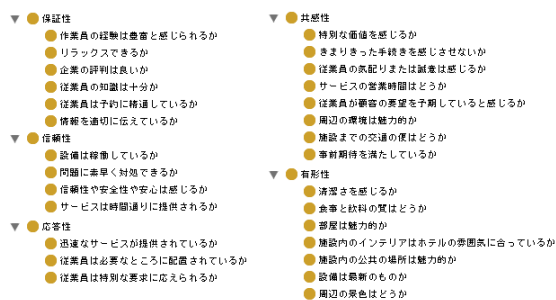 保証性
作業員の経験は豊富と感じられるか
リラックスできるか
企業の評判は良いか
従業員の知識は十分か
従業員は予約に精通しているか
情報を適切に伝えているか
信頼性
設備は稼働しているか
問題に素早く対処できるか
信頼性や安全性や安心は感じるか
サービスは時間通りに提供されるか
応答性
迅速なサービスが提供されているか
従業員は必要なところに配置されているか
従業員は特別な要求に応えられるか
共感性
特別な価値を感じるか
きまりきった手続きを感じさせないか
従業員の気配りまたは誠意は感じるか
サービスの営業時間はどうか
従業員が顧客の要望を予期していると感じるか
周辺の環境は魅力的か
施設までの交通の便はどうか
事前期待を満たしているか
有形性
清潔さを感じるか
食事と飲料の質はどうか
部屋は魅力的か
施設内のインテリアはホテルの雰囲気に合っているか
施設内の公共の場所は魅力的か
設備は最新のものか
周辺の景色はどうか